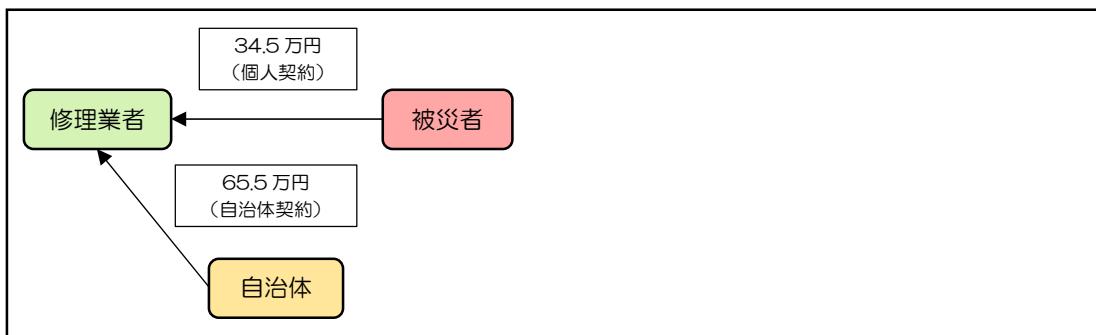 34.5 万円
（個人契約）
修理業者
被災者
65.5 万円
（自治体契約）
自治体